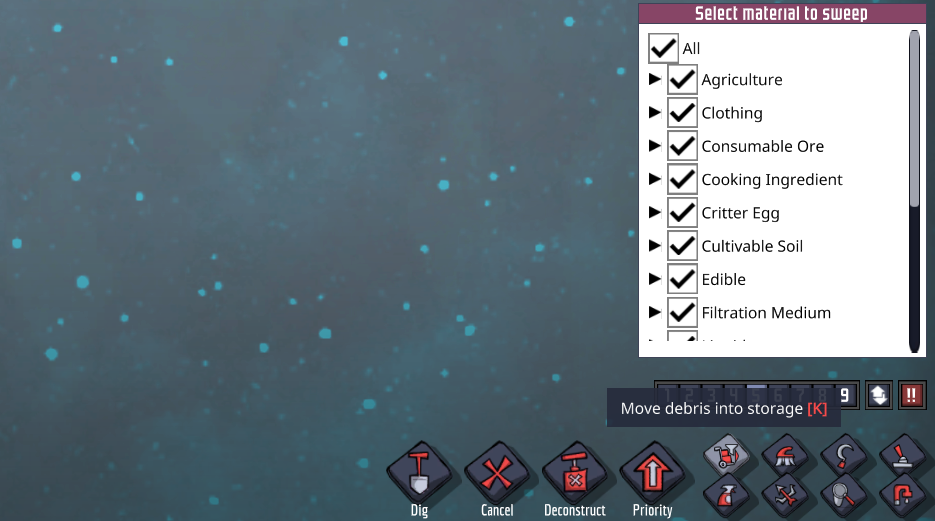 Select material to sweep
All
Agriculture
Clothing
Consumable Ore
Cooking Ingredient
Critter Egg
Cultivable Soil
Edible
Filtration Medium
9 !!
Move debris into storage [K]
Dig Cancel Deconstruct Priority